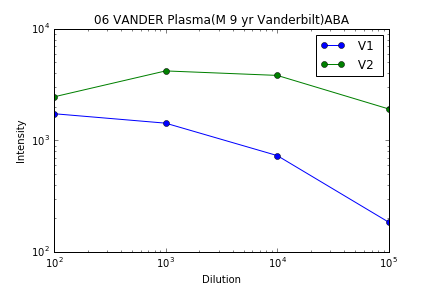 06 VANDER Plasma(M 9 yr Vanderbilt)ABA
10^4
V1
V2
10^3
Intensity
10^2
10^2 10^3 10^4 10^5
Dilution